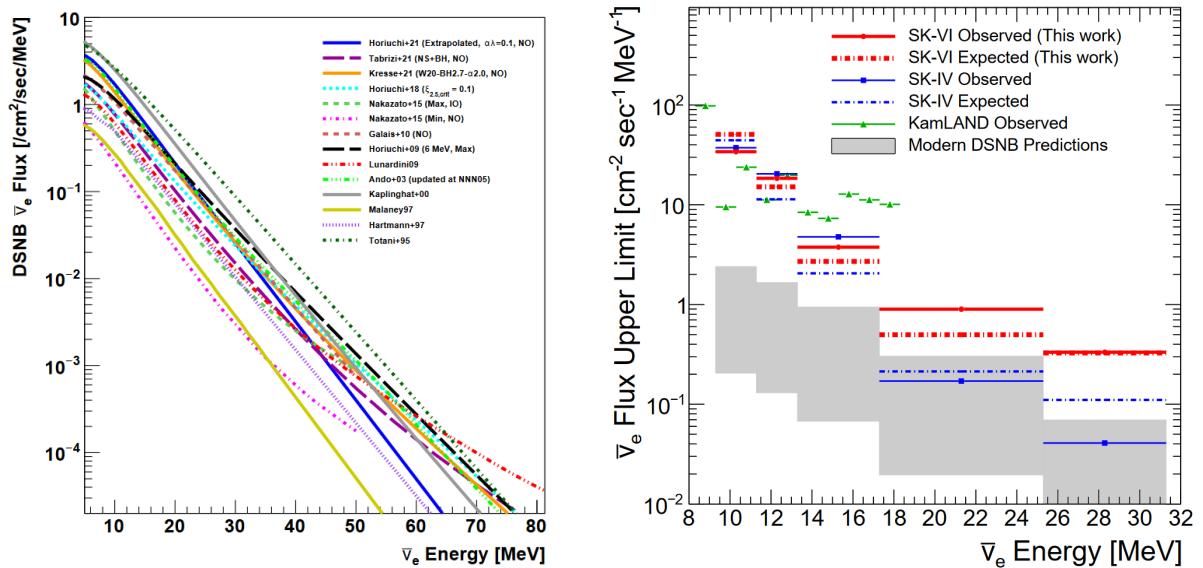 DSNB ν̄e Flux [/cm²/sec/MeV]
10
1
10⁻¹
10⁻²
10⁻³
10⁻⁴
Horiuchi+21 (Extrapolated, αλ=0.1, NO)
Tabrizi+21 (NS+BH, NO)
Kresse+21 (W20-BH2.7-α2.0, NO)
Horiuchi+18 (ξ2.5,crit = 0.1)
Nakazato+15 (Max, IO)
Nakazato+15 (Min, NO)
Galais+10 (NO)
Horiuchi+09 (6 MeV, Max)
Lunardini09
Ando+03 (updated at NNN05)
Kaplinghat+00
Malaney97
Hartmann+97
Totani+95
10 20 30 40 50 60 70 80
ν̄e Energy [MeV]
ν̄e Flux Upper Limit [cm⁻² sec⁻¹ MeV⁻¹]
10²
10
1
10⁻¹
10⁻²
SK-VI Observed (This work)
SK-VI Expected (This work)
SK-IV Observed
SK-IV Expected
KamLAND Observed
Modern DSNB Predictions
8 10 12 14 16 18 20 22 24 26 28 30 32
ν̄e Energy [MeV]